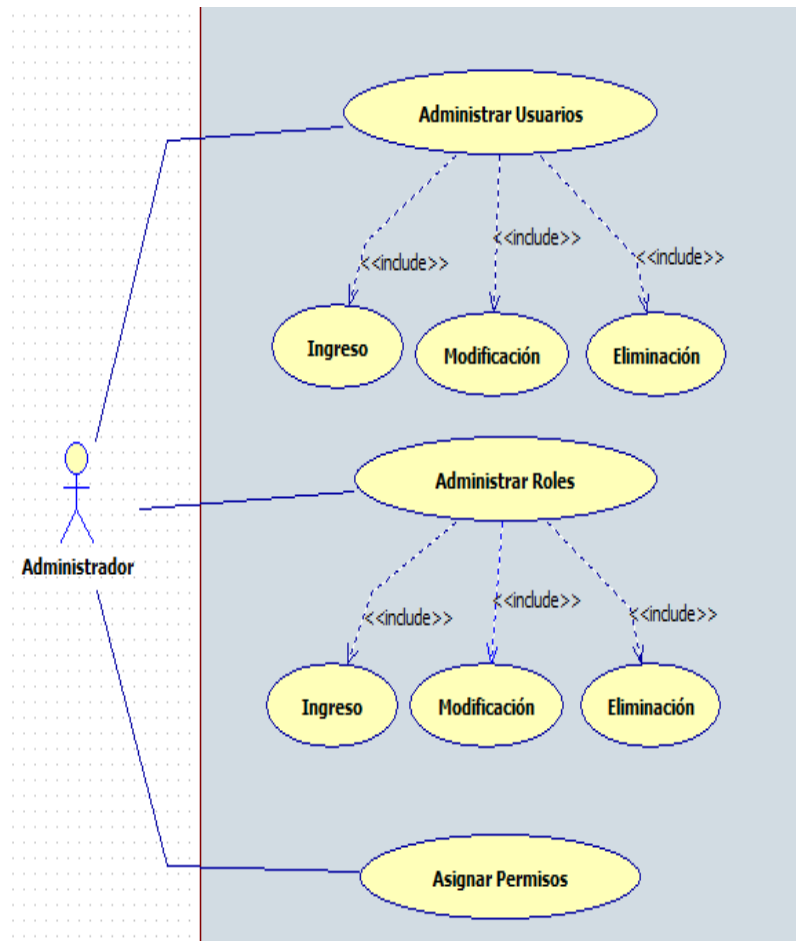 Administrar Usuarios
<<include>>
<<include>>
<<include>>
Ingreso
Modificación
Eliminación
Administrar Roles
Administrador
<<include>>
<<include>>
<<include>>
Ingreso
Modificación
Eliminación
Asignar Permisos